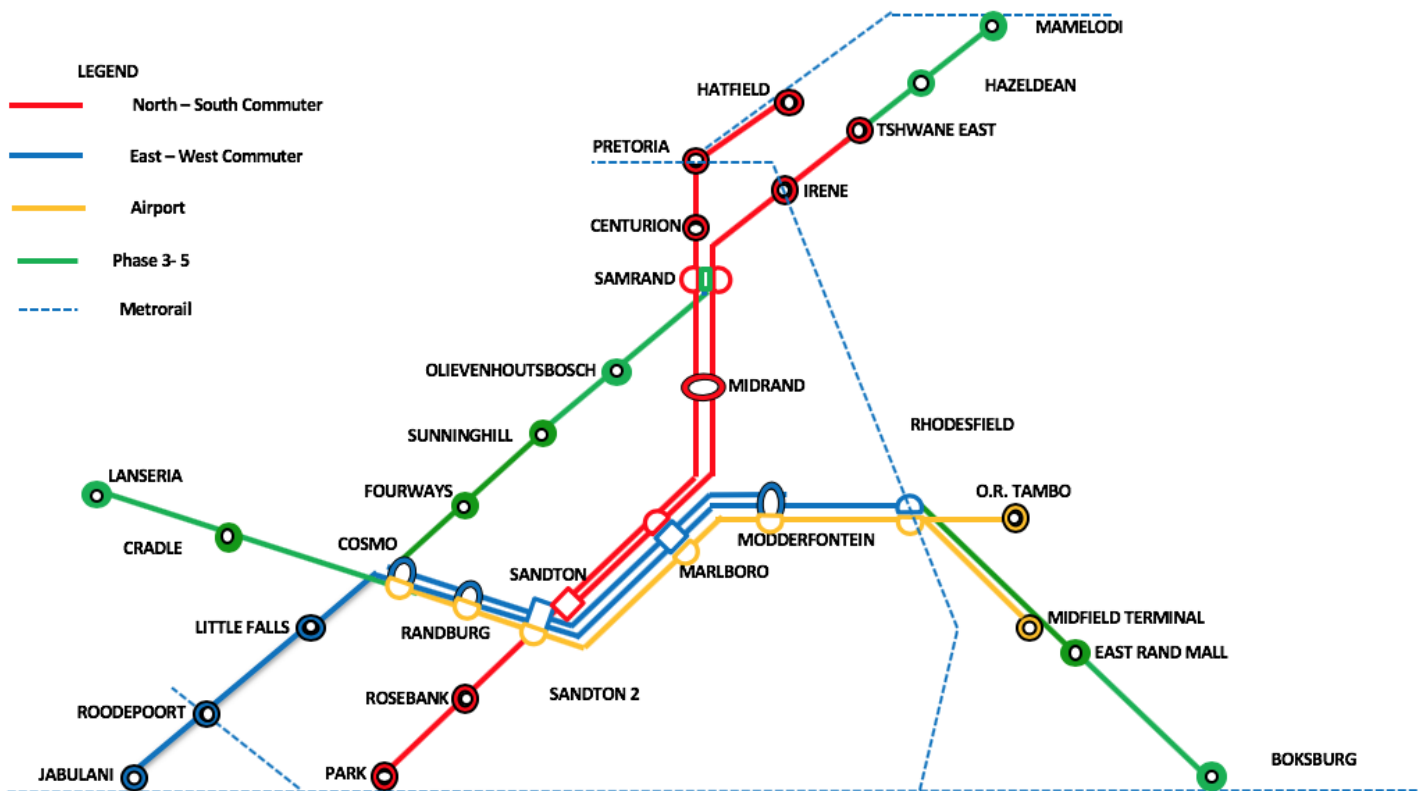 LEGEND
North – South Commuter
East – West Commuter
Airport
Phase 3- 5
Metrorail
MAMELODI
HATFIELD
HAZELDEAN
TSHWANE EAST
PRETORIA
IRENE
CENTURION
SAMRAND
OLIEVENHOUTSBOSCH
MIDRAND
SUNNINGHILL
RHODESFIELD
LANSERIA
FOURWAYS
O.R. TAMBO
CRADLE
COSMO
MODDERFONTEIN
SANDTON
MARLBORO
LITTLE FALLS
RANDBURG
MIDFIELD TERMINAL
EAST RAND MALL
ROSEBANK
SANDTON 2
ROODEPOORT
JABULANI
PARK
BOKSBURG